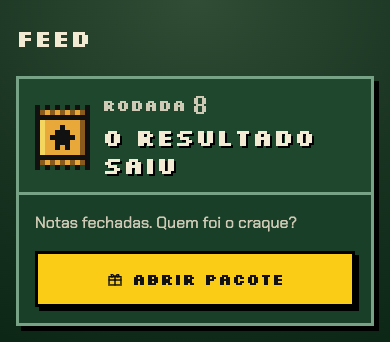 FEED
RODADA 8
O RESULTADO
SAIU
Notas fechadas. Quem foi o craque?
ABRIR PACOTE